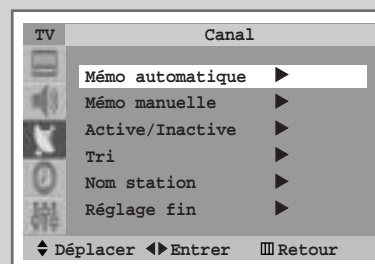 TV Canal
Mémo automatique
Mémo manuelle
Active/Inactive
Tri
Nom station
Réglage fin
Déplacer Entrer Retour